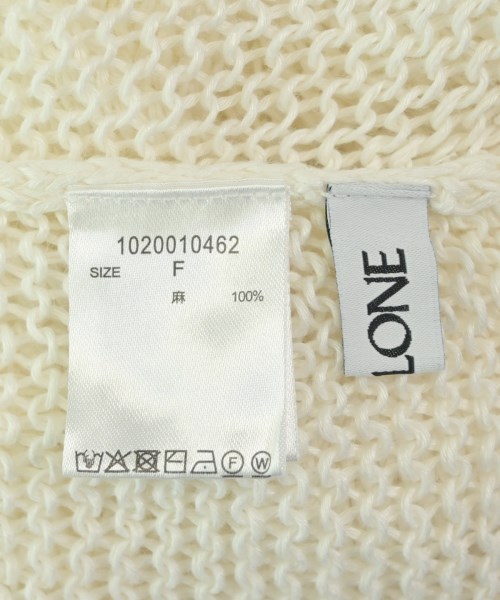 1020010462
SIZE F
麻 100%
F W
LONE